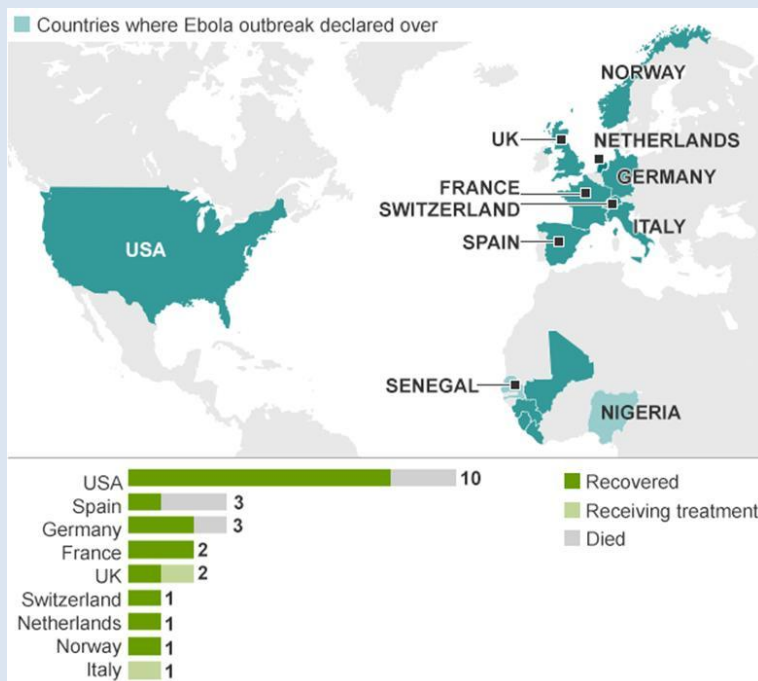 Countries where Ebola outbreak declared over
NORWAY
UK
NETHERLANDS
GERMANY
FRANCE
SWITZERLAND
ITALY
USA
SPAIN
SENEGAL
NIGERIA
USA 10
Spain 3
Germany 3
France 2
UK 2
Switzerland 1
Netherlands 1
Norway 1
Italy 1
Recovered
Receiving treatment
Died